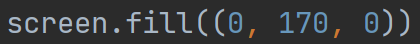 screen.fill((0, 170, 0))